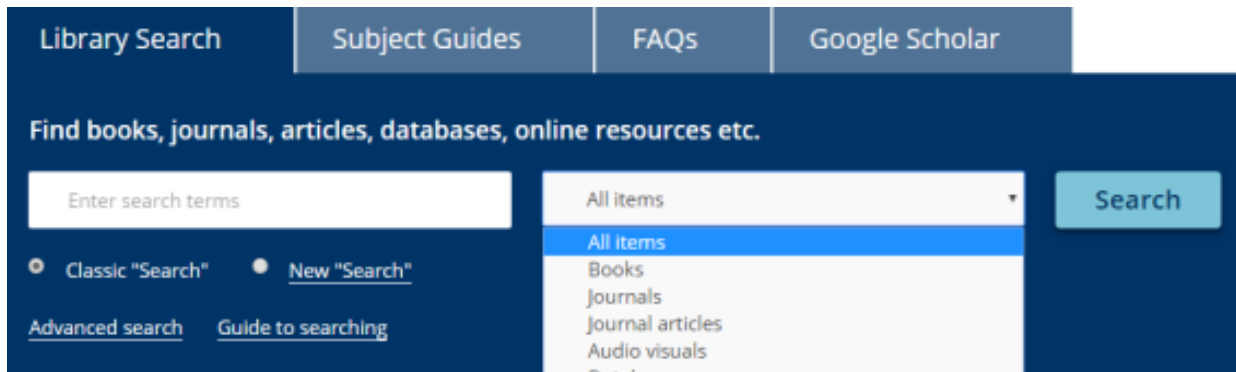 Library Search
Subject Guides
FAQs
Google Scholar
Find books, journals, articles, databases, online resources etc.
Enter search terms
All items
Search
All items
Books
Journals
Journal articles
Audio visuals
Classic "Search"
New "Search"
Advanced search
Guide to searching